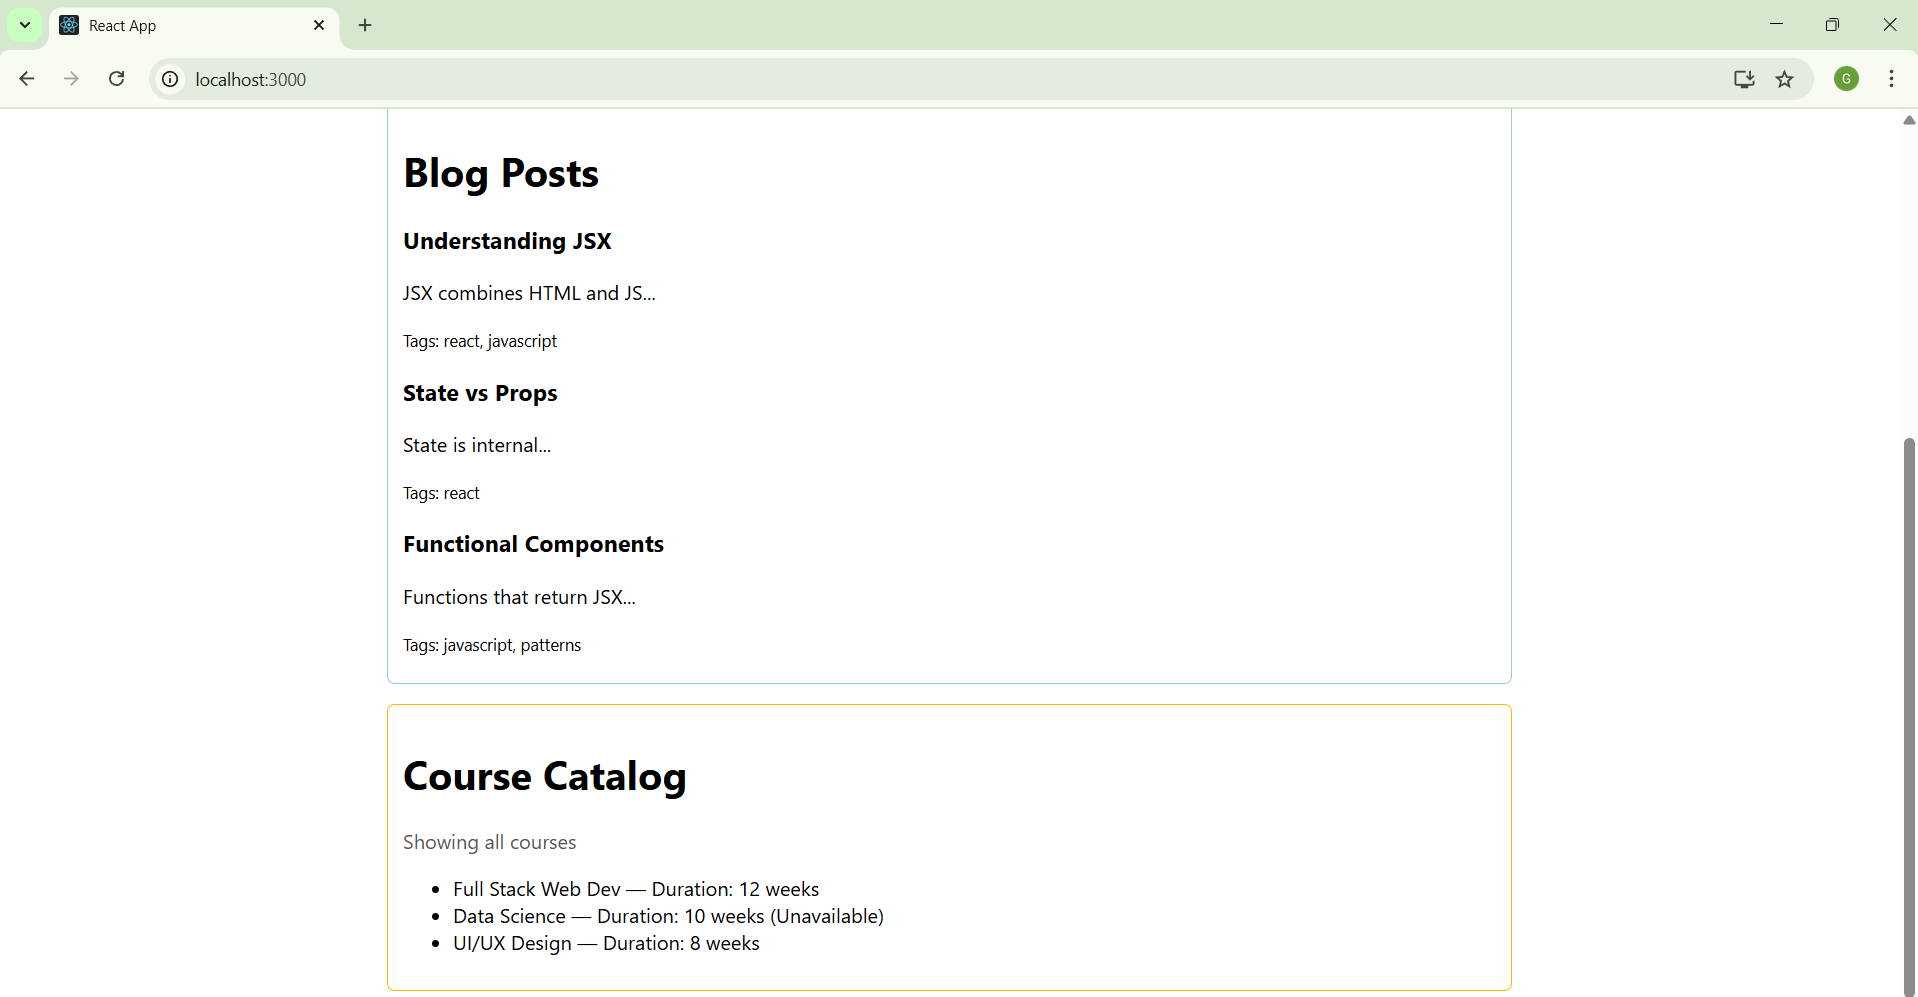 React App
localhost:3000
G
Blog Posts
Understanding JSX
JSX combines HTML and JS...
Tags: react, javascript
State vs Props
State is internal...
Tags: react
Functional Components
Functions that return JSX...
Tags: javascript, patterns
Course Catalog
Showing all courses
• Full Stack Web Dev — Duration: 12 weeks
• Data Science — Duration: 10 weeks (Unavailable)
• UI/UX Design — Duration: 8 weeks